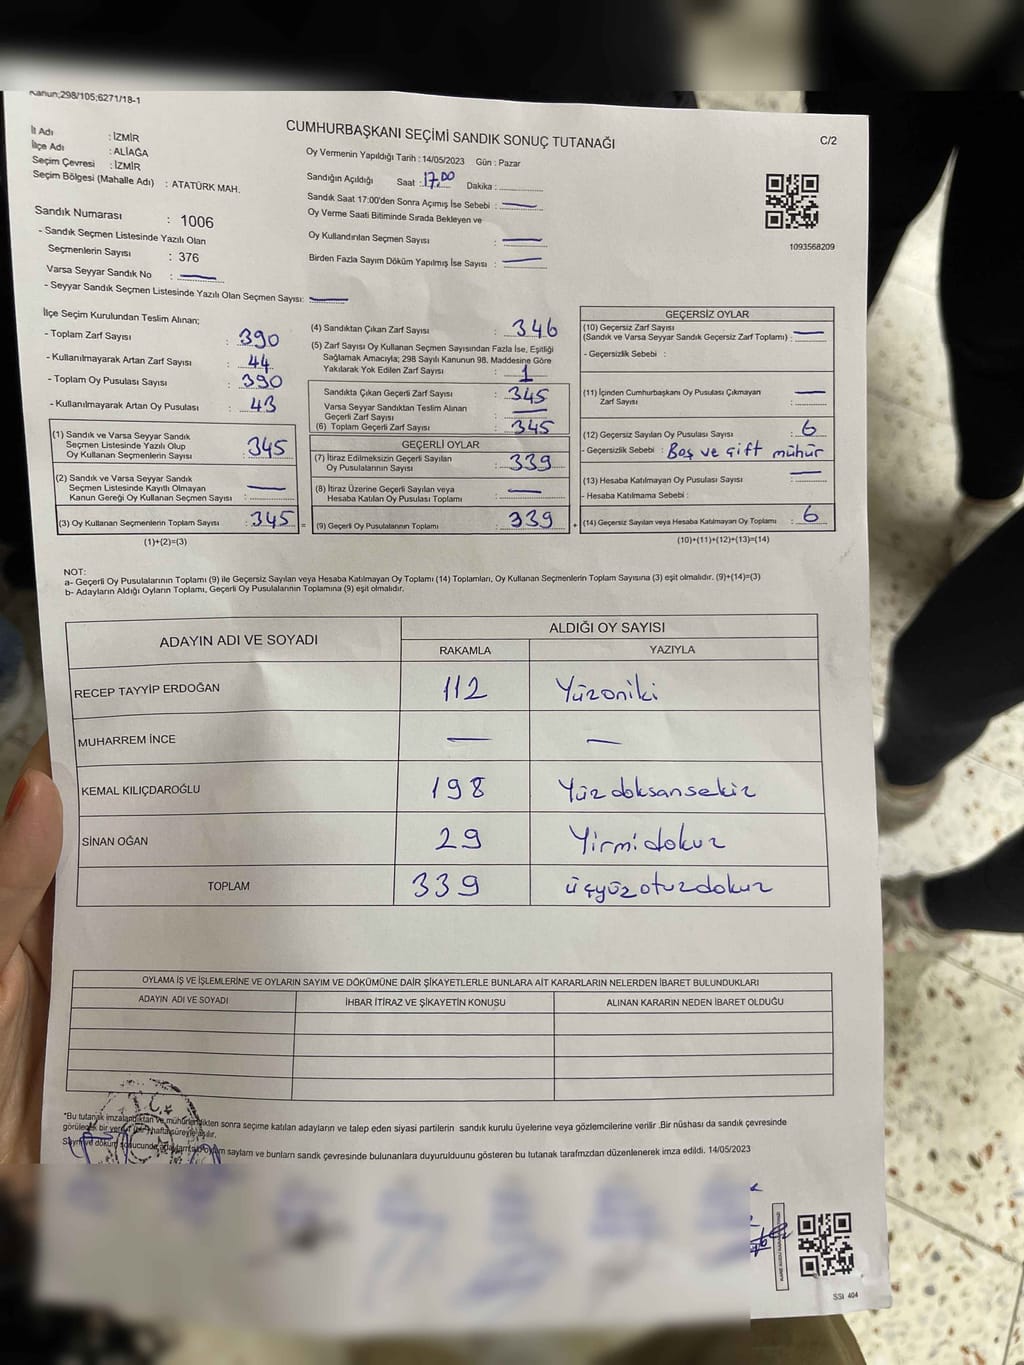 Kanun;298/105;6271/18-1
CUMHURBAŞKANI SEÇİMİ SANDIK SONUÇ TUTANAĞI
C/2
İl Adı : İZMİR
İlçe Adı : ALİAĞA
Seçim Çevresi : İZMİR
Seçim Bölgesi (Mahalle Adı) : ATATÜRK MAH.
Sandık Numarası : 1006
- Sandık Seçmen Listesinde Yazılı Olan
Seçmenlerin Sayısı : 376
Varsa Seyyar Sandık No : —
- Seyyar Sandık Seçmen Listesinde Yazılı Olan Seçmen Sayısı: —
Oy Vermenin Yapıldığı Tarih : 14/05/2023 Gün : Pazar
Sandığın Açıldığı Saat : 17.00 Dakika :
Sandık Saat 17:00'den Sonra Açımış İse Sebebi : —
Oy Verme Saati Bitiminde Sırada Bekleyen ve
Oy Kullandırılan Seçmen Sayısı : —
Birden Fazla Sayım Döküm Yapılmış İse Sayısı : —
1093568209
İlçe Seçim Kurulundan Teslim Alınan;
- Toplam Zarf Sayısı : 390
- Kullanılmayarak Artan Zarf Sayısı : 44
- Toplam Oy Pusulası Sayısı : 390
- Kullanılmayarak Artan Oy Pusulası : 43
(1) Sandık ve Varsa Seyyar Sandık
Seçmen Listesinde Yazılı Olup
Oy Kullanan Seçmenlerin Sayısı : 345
(2) Sandık ve Varsa Seyyar Sandık
Seçmen Listesinde Kayıtlı Olmayan
Kanun Gereği Oy Kullanan Seçmen Sayısı : —
(3) Oy Kullanan Seçmenlerin Toplam Sayısı : 345 =
(1)+(2)=(3)
(4) Sandıktan Çıkan Zarf Sayısı : 346
(5) Zarf Sayısı Oy Kullanan Seçmen Sayısından Fazla İse, Eşitliği
Sağlamak Amacıyla; 298 Sayılı Kanunun 98. Maddesine Göre
Yakılarak Yok Edilen Zarf Sayısı : 1
Sandıkta Çıkan Geçerli Zarf Sayısı : 345
Varsa Seyyar Sandıktan Teslim Alınan
Geçerli Zarf Sayısı : —
(6) Toplam Geçerli Zarf Sayısı : 345
GEÇERLİ OYLAR
(7) İtiraz Edilmeksizin Geçerli Sayılan
Oy Pusulalarının Sayısı : 339
(8) İtiraz Üzerine Geçerli Sayılan veya
Hesaba Katılan Oy Pusulası Toplamı : —
(9) Geçerli Oy Pusulalarının Toplamı : 339 +
GEÇERSİZ OYLAR
(10) Geçersiz Zarf Sayısı
(Sandık ve Varsa Seyyar Sandık Geçersiz Zarf Toplamı) : —
- Geçersizlik Sebebi :
(11) İçinden Cumhurbaşkanı Oy Pusulası Çıkmayan
Zarf Sayısı : —
(12) Geçersiz Sayılan Oy Pusulası Sayısı : 6
- Geçersizlik Sebebi : Boş ve çift mühür
(13) Hesaba Katılmayan Oy Pusulası Sayısı : —
- Hesaba Katılmama Sebebi :
(14) Geçersiz Sayılan veya Hesaba Katılmayan Oy Toplamı : 6
(10)+(11)+(12)+(13)=(14)
NOT:
a- Geçerli Oy Pusulalarının Toplamı (9) ile Geçersiz Sayılan veya Hesaba Katılmayan Oy Toplamı (14) Toplamları, Oy Kullanan Seçmenlerin Toplam Sayısına (3) eşit olmalıdır. (9)+(14)=(3)
b- Adayların Aldığı Oyların Toplamı, Geçerli Oy Pusulalarının Toplamına (9) eşit olmalıdır.
ADAYIN ADI VE SOYADI
ALDIĞI OY SAYISI
RAKAMLA YAZIYLA
RECEP TAYYİP ERDOĞAN 112 Yüzoniki
MUHARREM İNCE — —
KEMAL KILIÇDAROĞLU 198 Yüz doksansekiz
SİNAN OĞAN 29 Yirmidokuz
TOPLAM 339 üçyüzotuzdokuz
OYLAMA İŞ VE İŞLEMLERİNE VE OYLARIN SAYIM VE DÖKÜMÜNE DAİR ŞİKAYETLERLE BUNLARA AİT KARARLARIN NELERDEN İBARET BULUNDUKLARI
ADAYIN ADI VE SOYADI İHBAR İTİRAZ VE ŞİKAYETİN KONUSU ALINAN KARARIN NEDEN İBARET OLDUĞU
*Bu tutanak imzalandıktan ve mühürlendikten sonra seçime katılan adayların ve talep eden siyasi partilerin sandık kurulu üyelerine veya gözlemcilerine verilir .Bir nüshası da sandık çevresinde
görülecek bir yerde bir hafta süreyle asılır.
saylam ve bunların sandık çevresinde bulunanlara duyurulduunu gösteren bu tutanak tarafmzdan düzenlenerek imza edildi. 14/05/2023
SSI 404